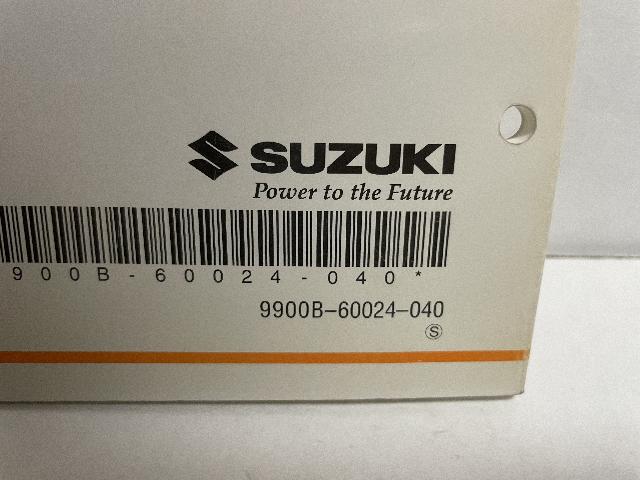 SUZUKI
Power to the Future
900B-60024-040*
9900B-60024-040
S